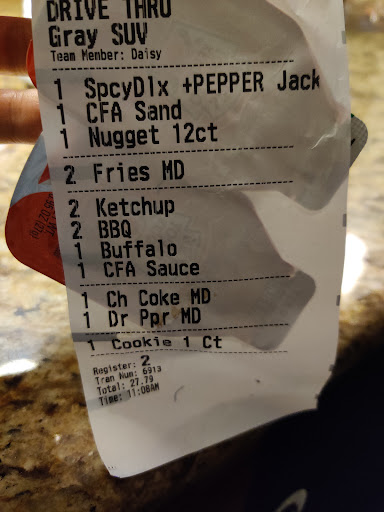 DRIVE THRU
Gray SUV
Team Member: Daisy
1 SpcyDlx +PEPPER Jack
1 CFA Sand
1 Nugget 12ct
2 Fries MD
2 Ketchup
2 BBQ
1 Buffalo
1 CFA Sauce
1 Ch Coke MD
1 Dr Ppr MD
1 Cookie 1 Ct
Register: 2
Tran Num: 6913
Total: 27.79
Time: 11:08AM